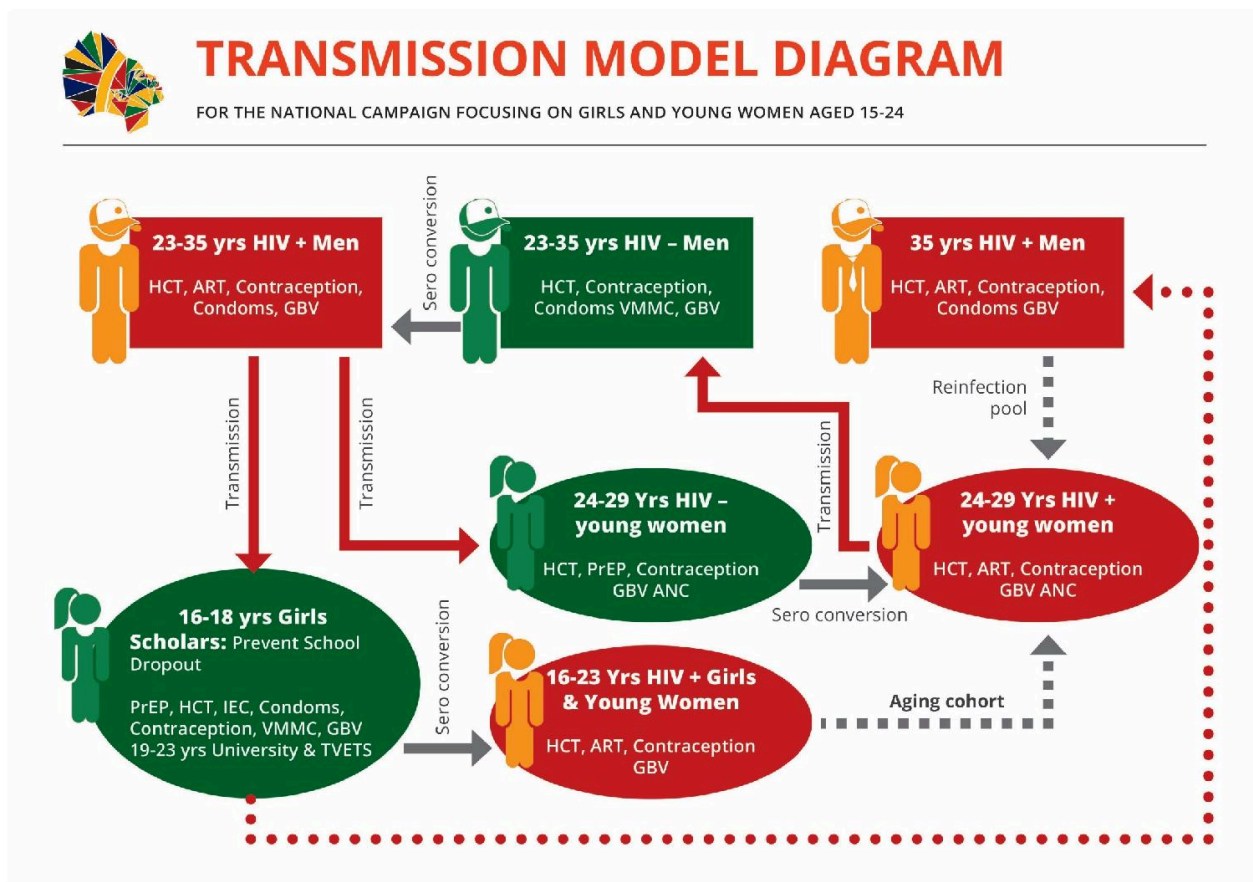 TRANSMISSION MODEL DIAGRAM
FOR THE NATIONAL CAMPAIGN FOCUSING ON GIRLS AND YOUNG WOMEN AGED 15-24
23-35 yrs HIV + Men
HCT, ART, Contraception,
Condoms, GBV
Sero conversion
23-35 yrs HIV – Men
HCT, Contraception,
Condoms VMMC, GBV
35 yrs HIV + Men
HCT, ART, Contraception,
Condoms GBV
Transmission
Transmission
Transmission
Reinfection
pool
24-29 Yrs HIV –
young women
HCT, PrEP, Contraception
GBV ANC
Sero conversion
24-29 Yrs HIV +
young women
HCT, ART, Contraception
GBV ANC
16-18 yrs Girls
Scholars: Prevent School
Dropout
PrEP, HCT, IEC, Condoms,
Contraception, VMMC, GBV
19-23 yrs University & TVETS
Sero conversion
16-23 Yrs HIV + Girls
& Young Women
HCT, ART, Contraception
GBV
Aging cohort